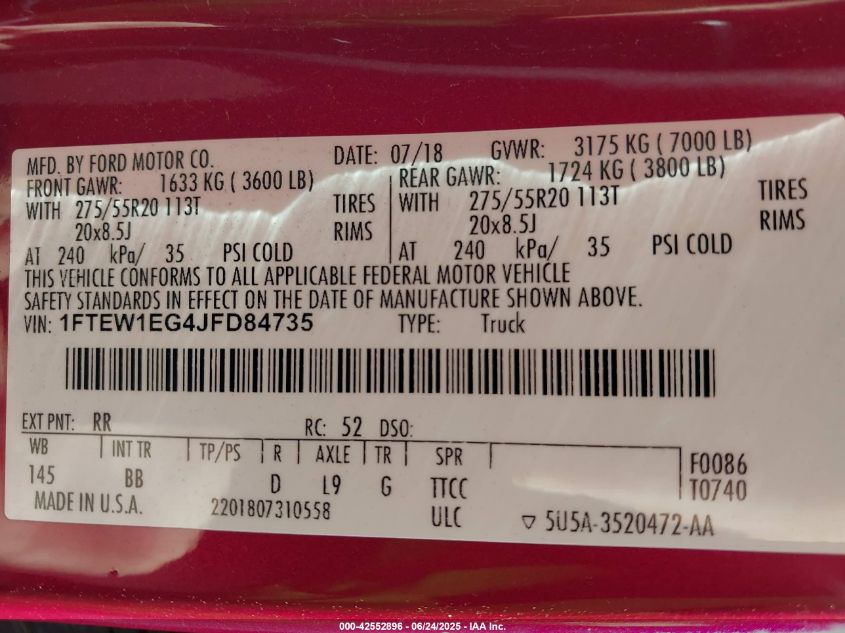 MFD. BY FORD MOTOR CO. DATE: 07/18 GVWR: 3175 KG ( 7000 LB)
FRONT GAWR: 1633 KG ( 3600 LB) REAR GAWR: 1724 KG ( 3800 LB)
WITH 275/55R20 113T TIRES WITH 275/55R20 113T TIRES
20x8.5J RIMS 20x8.5J RIMS
AT 240 kPa/ 35 PSI COLD AT 240 kPa/ 35 PSI COLD
THIS VEHICLE CONFORMS TO ALL APPLICABLE FEDERAL MOTOR VEHICLE
SAFETY STANDARDS IN EFFECT ON THE DATE OF MANUFACTURE SHOWN ABOVE.
VIN: 1FTEW1EG4JFD84735 TYPE: Truck
EXT PNT: RR RC: 52 DSO:
WB INT TR TP/PS R AXLE TR SPR F0086
145 BB D L9 G TTCC T0740
MADE IN U.S.A. 2201807310558 ULC ▽ 5U5A-3520472-AA
000-42552896 - 06/24/2025 - IAA Inc.